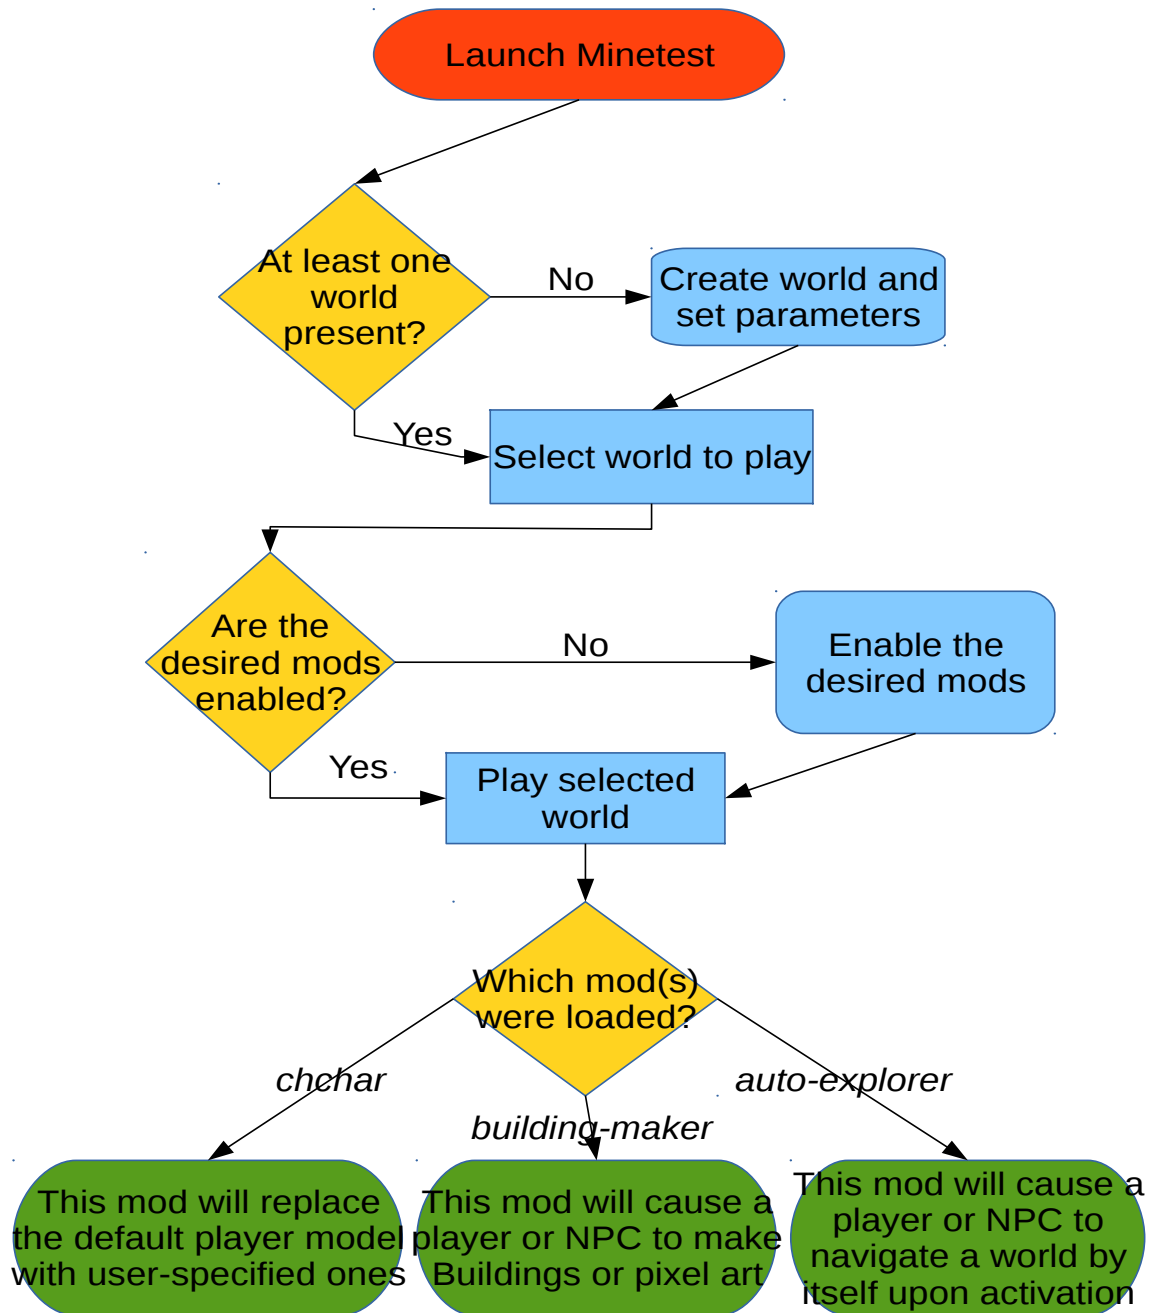 Launch Minetest
At least one
world
present?
No
Create world and
set parameters
Yes
Select world to play
Are the
desired mods
enabled?
No
Enable the
desired mods
Yes
Play selected
world
Which mod(s)
were loaded?
chchar
auto-explorer
building-maker
This mod will replace
the default player model
with user-specified ones
This mod will cause a
player or NPC to make
Buildings or pixel art
This mod will cause a
player or NPC to
navigate a world by
itself upon activation